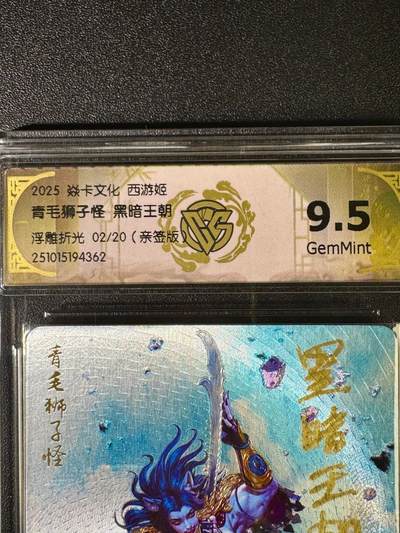 2025 焱卡文化 西游姬
青毛狮子怪 黑暗王朝
浮雕折光 02/20（亲签版
251015194362
9.5
GemMint
青毛狮子怪
黑暗王朝